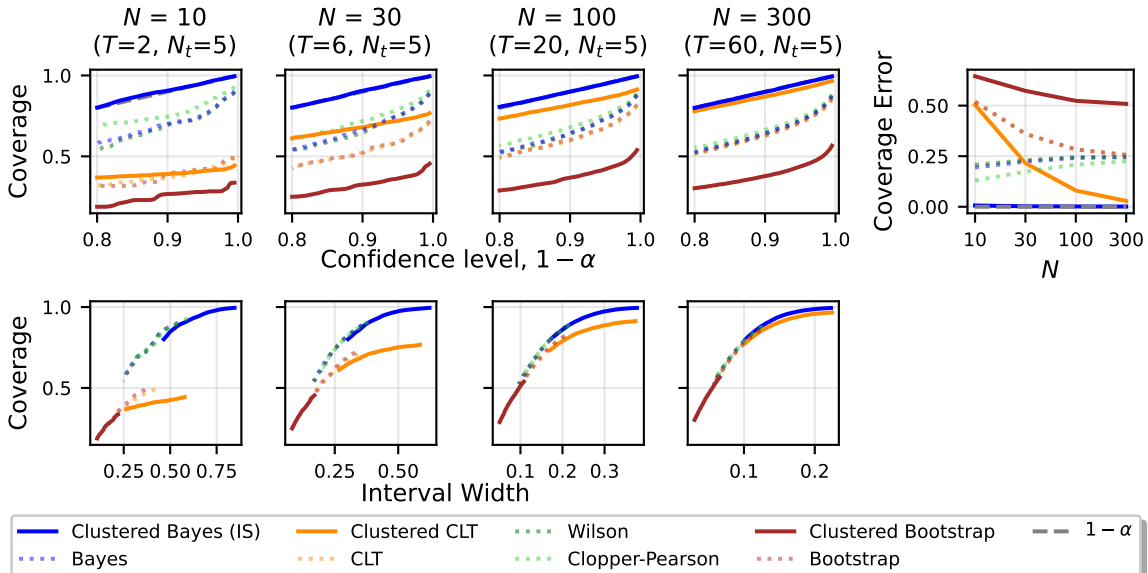 N = 10
(T=2, Nt=5)
N = 30
(T=6, Nt=5)
N = 100
(T=20, Nt=5)
N = 300
(T=60, Nt=5)
Coverage
1.0
0.5
0.8 0.9 1.0
0.8 0.9 1.0
0.8 0.9 1.0
0.8 0.9 1.0
Confidence level, 1 − α
Coverage Error
0.50
0.25
0.00
10 30 100 300
N
Coverage
1.0
0.5
0.25 0.50 0.75
0.25 0.50
0.1 0.2 0.3
0.1 0.2
Interval Width
Clustered Bayes (IS) Clustered CLT Wilson Clustered Bootstrap 1 − α
Bayes CLT Clopper-Pearson Bootstrap